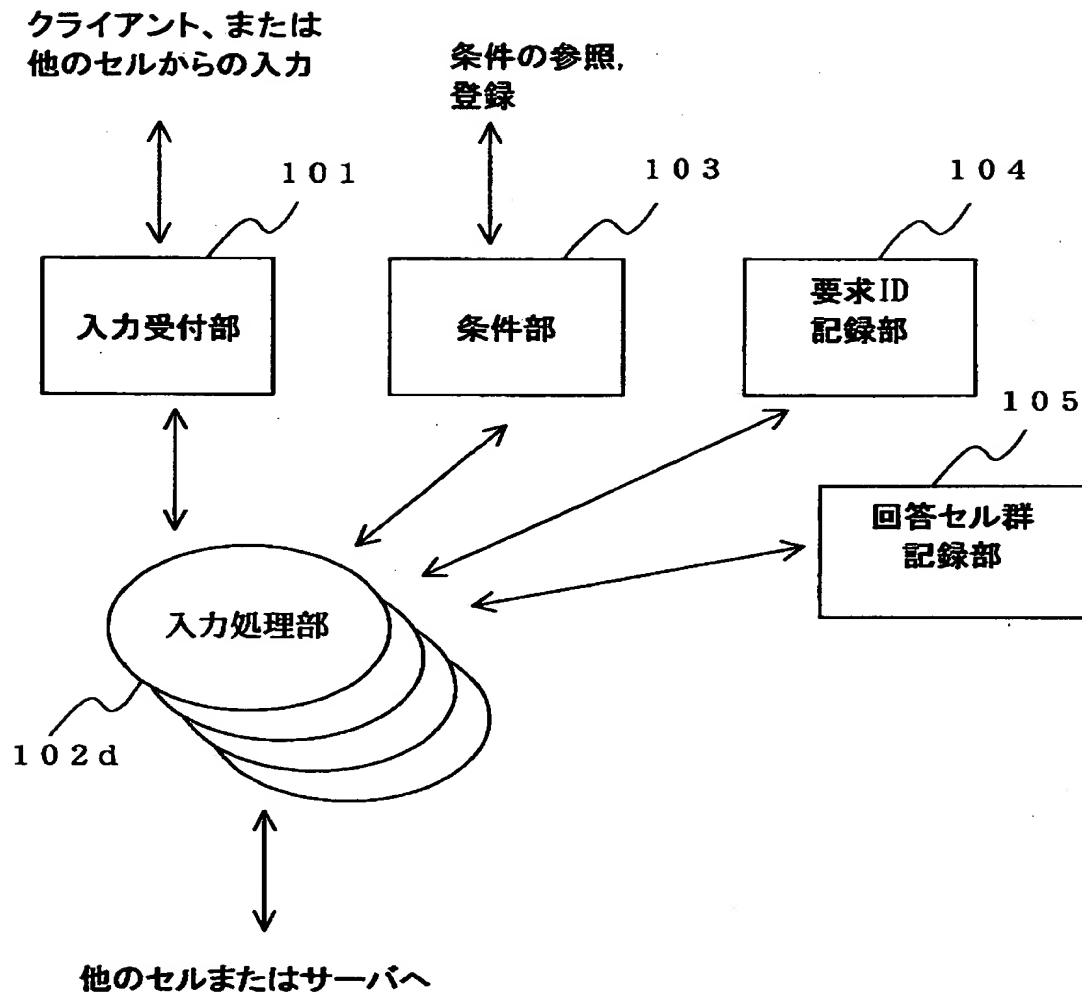 クライアント、または
他のセルからの入力
条件の参照,
登録
101
103
104
入力受付部
条件部
要求ID
記録部
105
回答セル群
記録部
入力処理部
102d
他のセルまたはサーバへ